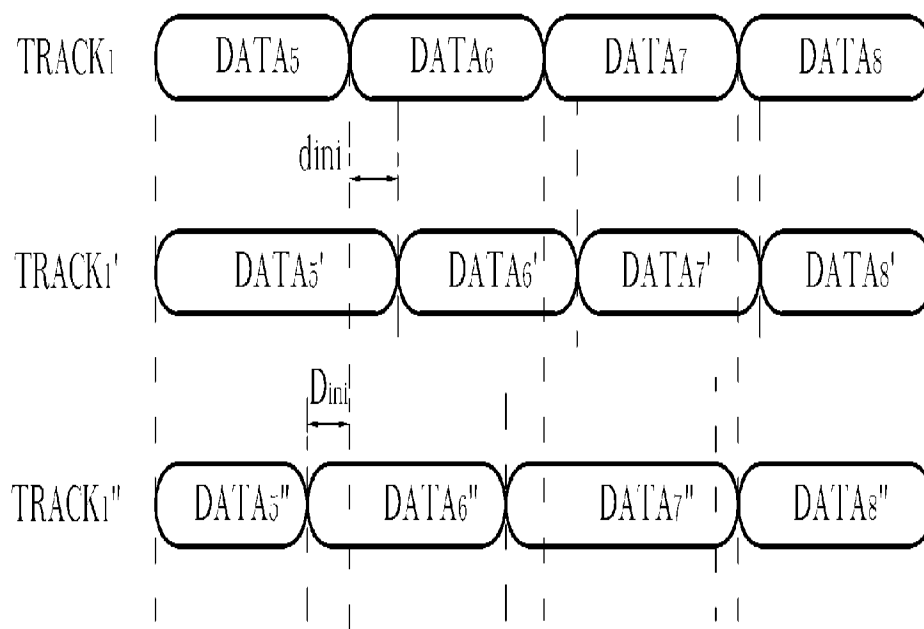 TRACK₁ DATA₅ DATA₆ DATA₇ DATA₈
dini
TRACK₁' DATA₅' DATA₆' DATA₇' DATA₈'
Dini
TRACK₁" DATA₅" DATA₆" DATA₇" DATA₈"